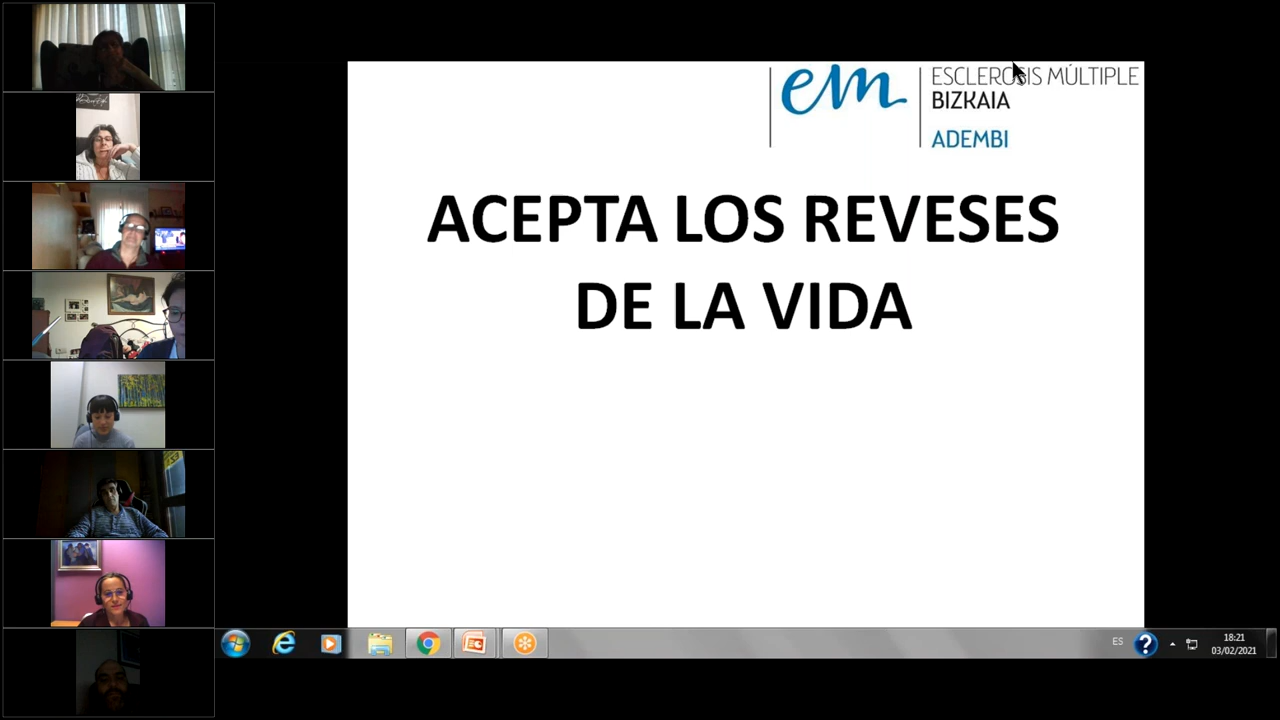 em
ESCLEROSIS MÚLTIPLE
BIZKAIA
ADEMBI
ACEPTA LOS REVESES
DE LA VIDA
ES
?
18:21
03/02/2021